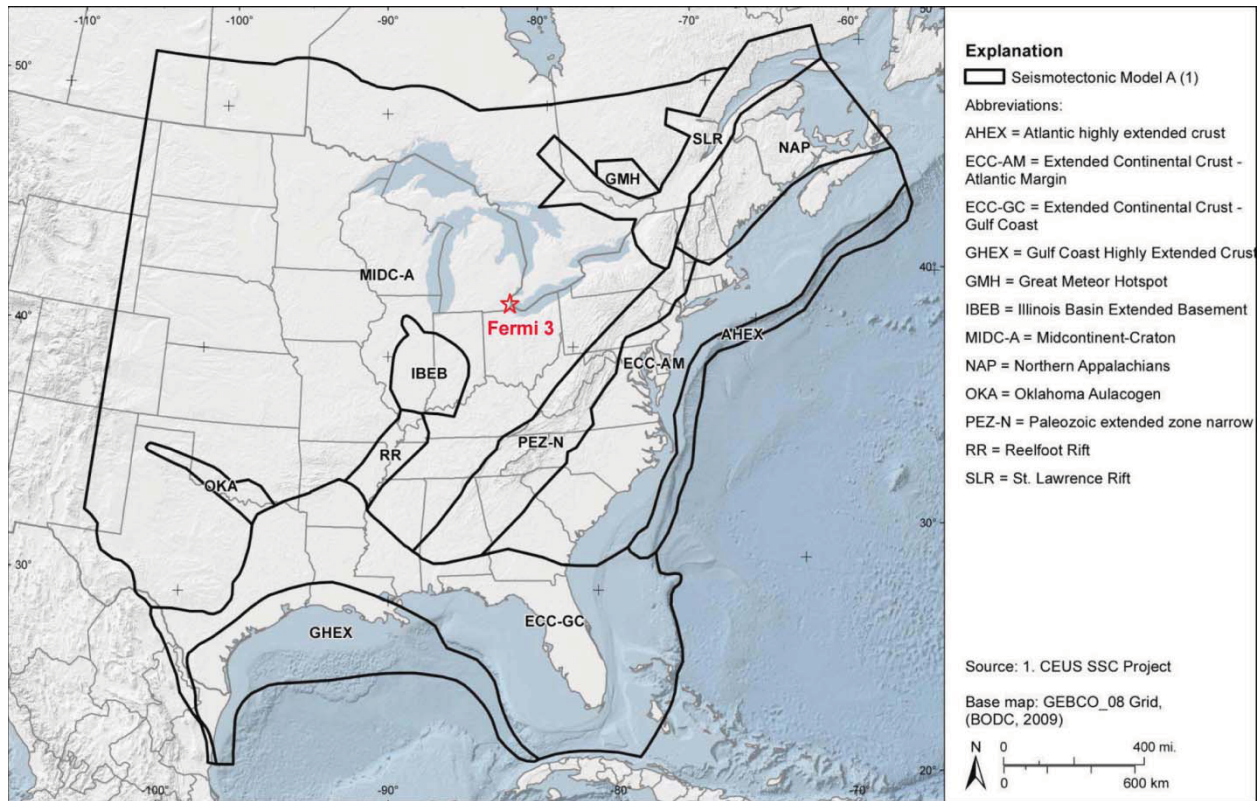 -110°
-100°
-90°
-80°
-70°
-60°
50°
50°
40°
40°
30°
30°
20°
-100°
-90°
-80°
-70°
SLR
NAP
GMH
MIDC-A
Fermi 3
AHEX
ECC-AM
IBEB
PEZ-N
RR
OKA
ECC-GC
GHEX
Explanation
Seismotectonic Model A (1)
Abbreviations:
AHEX = Atlantic highly extended crust
ECC-AM = Extended Continental Crust -
Atlantic Margin
ECC-GC = Extended Continental Crust -
Gulf Coast
GHEX = Gulf Coast Highly Extended Crust
GMH = Great Meteor Hotspot
IBEB = Illinois Basin Extended Basement
MIDC-A = Midcontinent-Craton
NAP = Northern Appalachians
OKA = Oklahoma Aulacogen
PEZ-N = Paleozoic extended zone narrow
RR = Reelfoot Rift
SLR = St. Lawrence Rift
Source: 1. CEUS SSC Project
Base map: GEBCO_08 Grid,
(BODC, 2009)
N
0 400 mi.
0 600 km